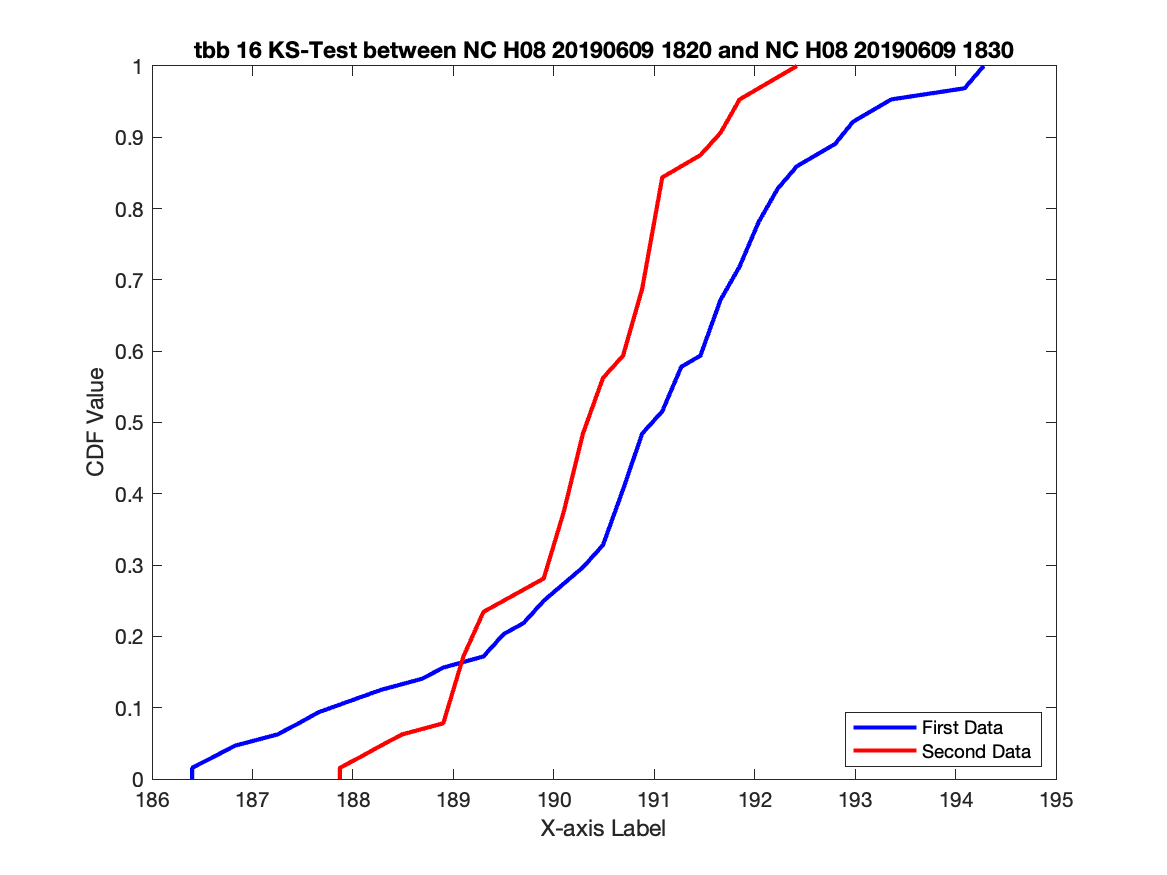 tbb 16 KS-Test between NC H08 20190609 1820 and NC H08 20190609 1830
1
0.9
0.8
0.7
0.6
0.5
0.4
0.3
0.2
0.1
0
CDF Value
First Data
Second Data
186 187 188 189 190 191 192 193 194 195
X-axis Label